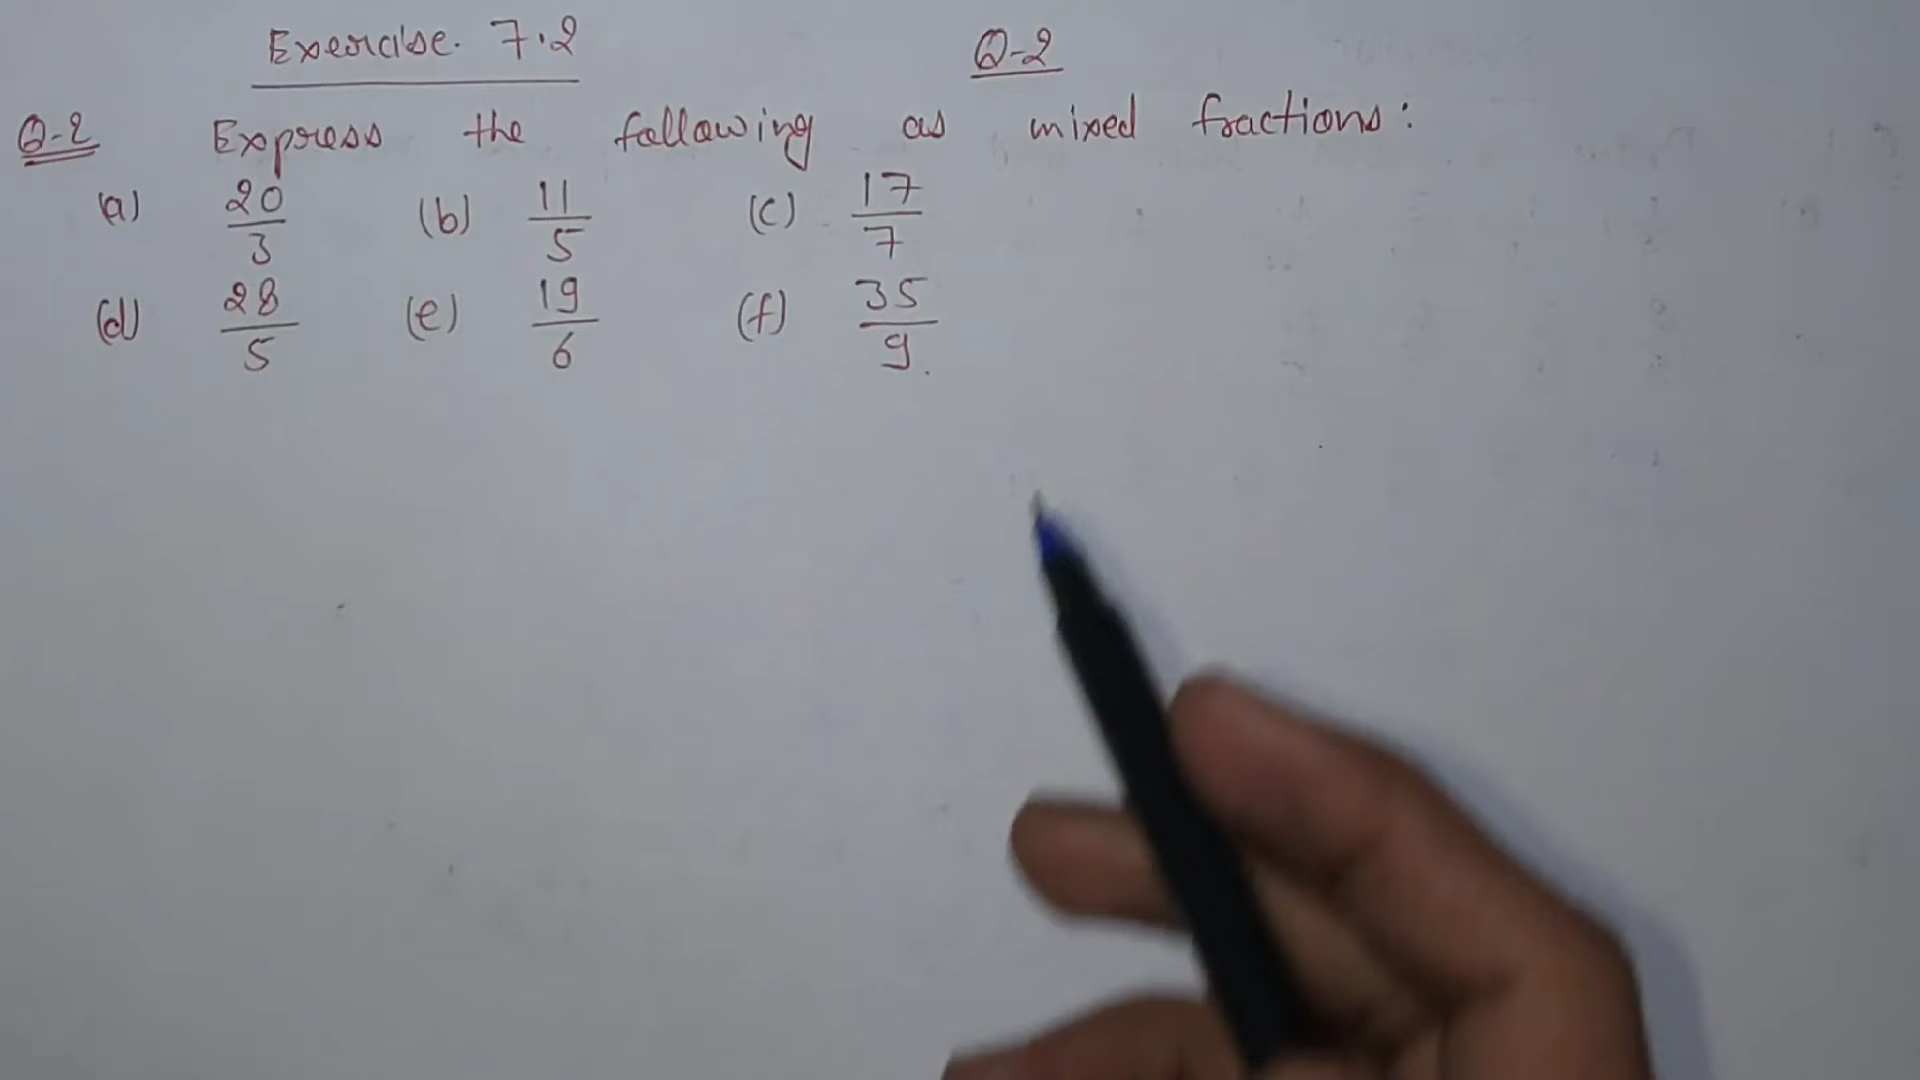 Exercise. 7.2 Q-2
Q-2 Express the following as mixed fractions:
(a) 20/3 (b) 11/5 (c) 17/7
(d) 28/5 (e) 19/6 (f) 35/9.